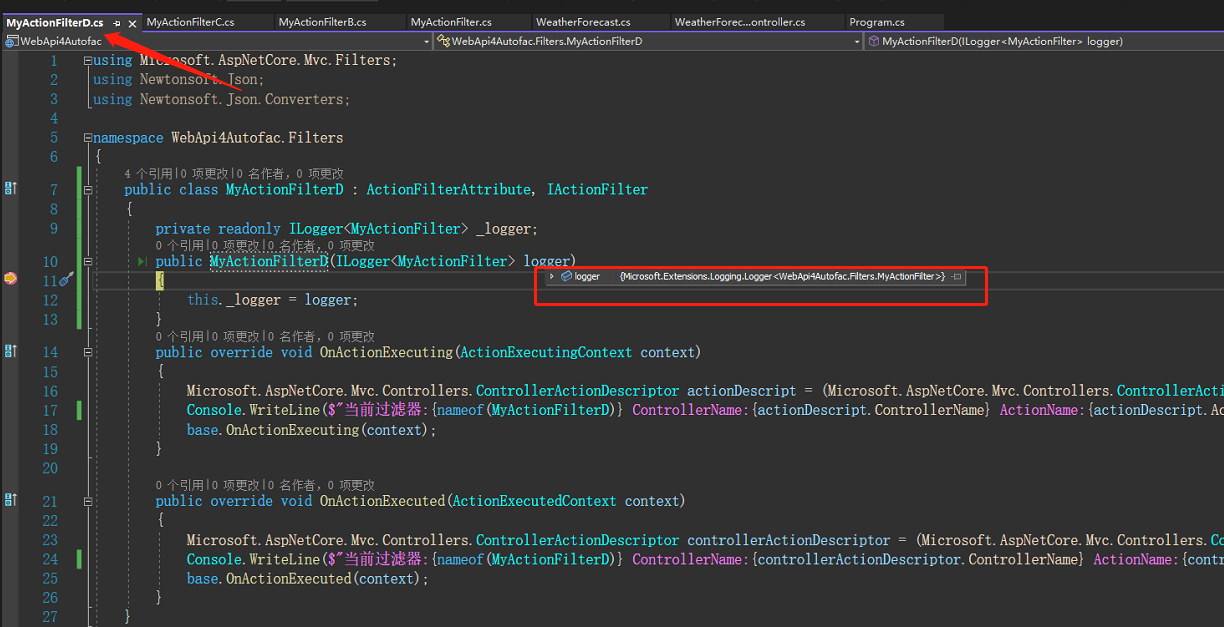 MyActionFilterD.cs MyActionFilterC.cs MyActionFilterB.cs MyActionFilter.cs WeatherForecast.cs WeatherForec...ontroller.cs Program.cs
WebApi4Autofac WebApi4Autofac.Filters.MyActionFilterD MyActionFilterD(ILogger<MyActionFilter> logger)
1 using Microsoft.AspNetCore.Mvc.Filters;
2 using Newtonsoft.Json;
3 using Newtonsoft.Json.Converters;
4
5 namespace WebApi4Autofac.Filters
6 {
4 个引用|0 项更改|0 名作者，0 项更改
7 public class MyActionFilterD : ActionFilterAttribute, IActionFilter
8 {
9 private readonly ILogger<MyActionFilter> _logger;
0 个引用|0 项更改|0 名作者，0 项更改
10 public MyActionFilterD(ILogger<MyActionFilter> logger)
11 {
logger {Microsoft.Extensions.Logging.Logger<WebApi4Autofac.Filters.MyActionFilter>}
12 this._logger = logger;
13 }
0 个引用|0 项更改|0 名作者，0 项更改
14 public override void OnActionExecuting(ActionExecutingContext context)
15 {
16 Microsoft.AspNetCore.Mvc.Controllers.ControllerActionDescriptor actionDescript = (Microsoft.AspNetCore.Mvc.Controllers.ControllerActi
17 Console.WriteLine($"当前过滤器:{nameof(MyActionFilterD)} ControllerName:{actionDescript.ControllerName} ActionName:{actionDescript.Ac
18 base.OnActionExecuting(context);
19 }
20
0 个引用|0 项更改|0 名作者，0 项更改
21 public override void OnActionExecuted(ActionExecutedContext context)
22 {
23 Microsoft.AspNetCore.Mvc.Controllers.ControllerActionDescriptor controllerActionDescriptor = (Microsoft.AspNetCore.Mvc.Controllers.Co
24 Console.WriteLine($"当前过滤器:{nameof(MyActionFilterD)} ControllerName:{controllerActionDescriptor.ControllerName} ActionName:{contr
25 base.OnActionExecuted(context);
26 }
27 }